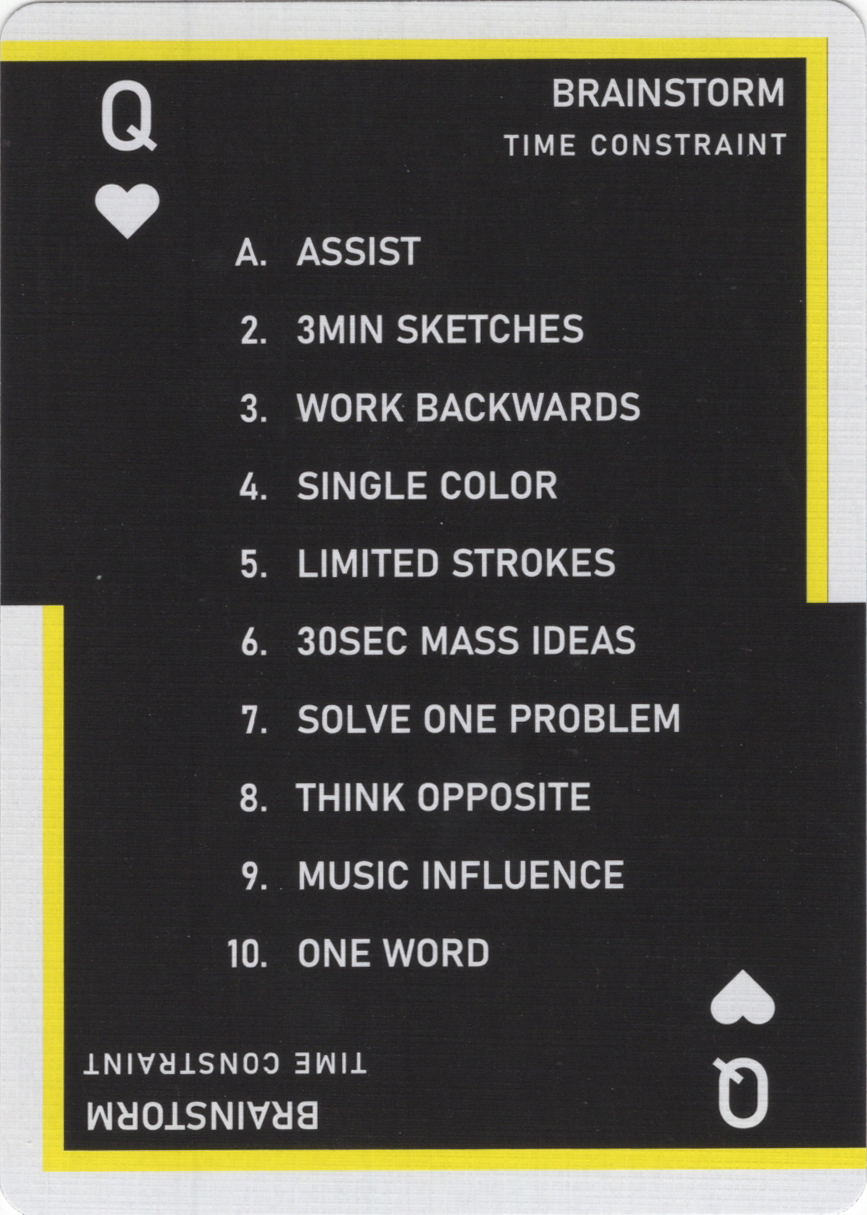 Q
BRAINSTORM
TIME CONSTRAINT
A. ASSIST
2. 3MIN SKETCHES
3. WORK BACKWARDS
4. SINGLE COLOR
5. LIMITED STROKES
6. 30SEC MASS IDEAS
7. SOLVE ONE PROBLEM
8. THINK OPPOSITE
9. MUSIC INFLUENCE
10. ONE WORD
TIME CONSTRAINT
BRAINSTORM
Q